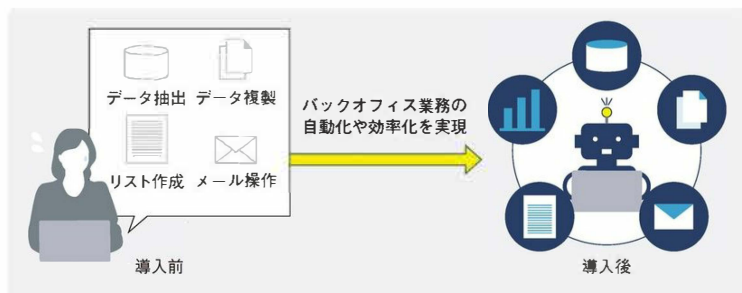 データ抽出 データ複製
リスト作成 メール操作
バックオフィス業務の
自動化や効率化を実現
導入前
導入後